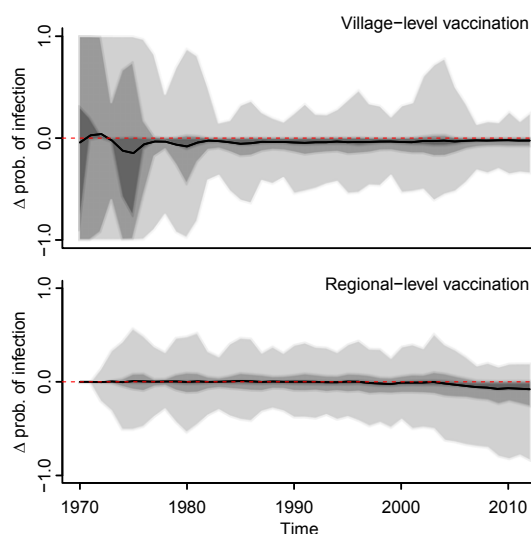 Village−level vaccination
1.0
0.0
−1.0
Δ prob. of infection
Regional−level vaccination
1.0
0.0
−1.0
Δ prob. of infection
1970 1980 1990 2000 2010
Time